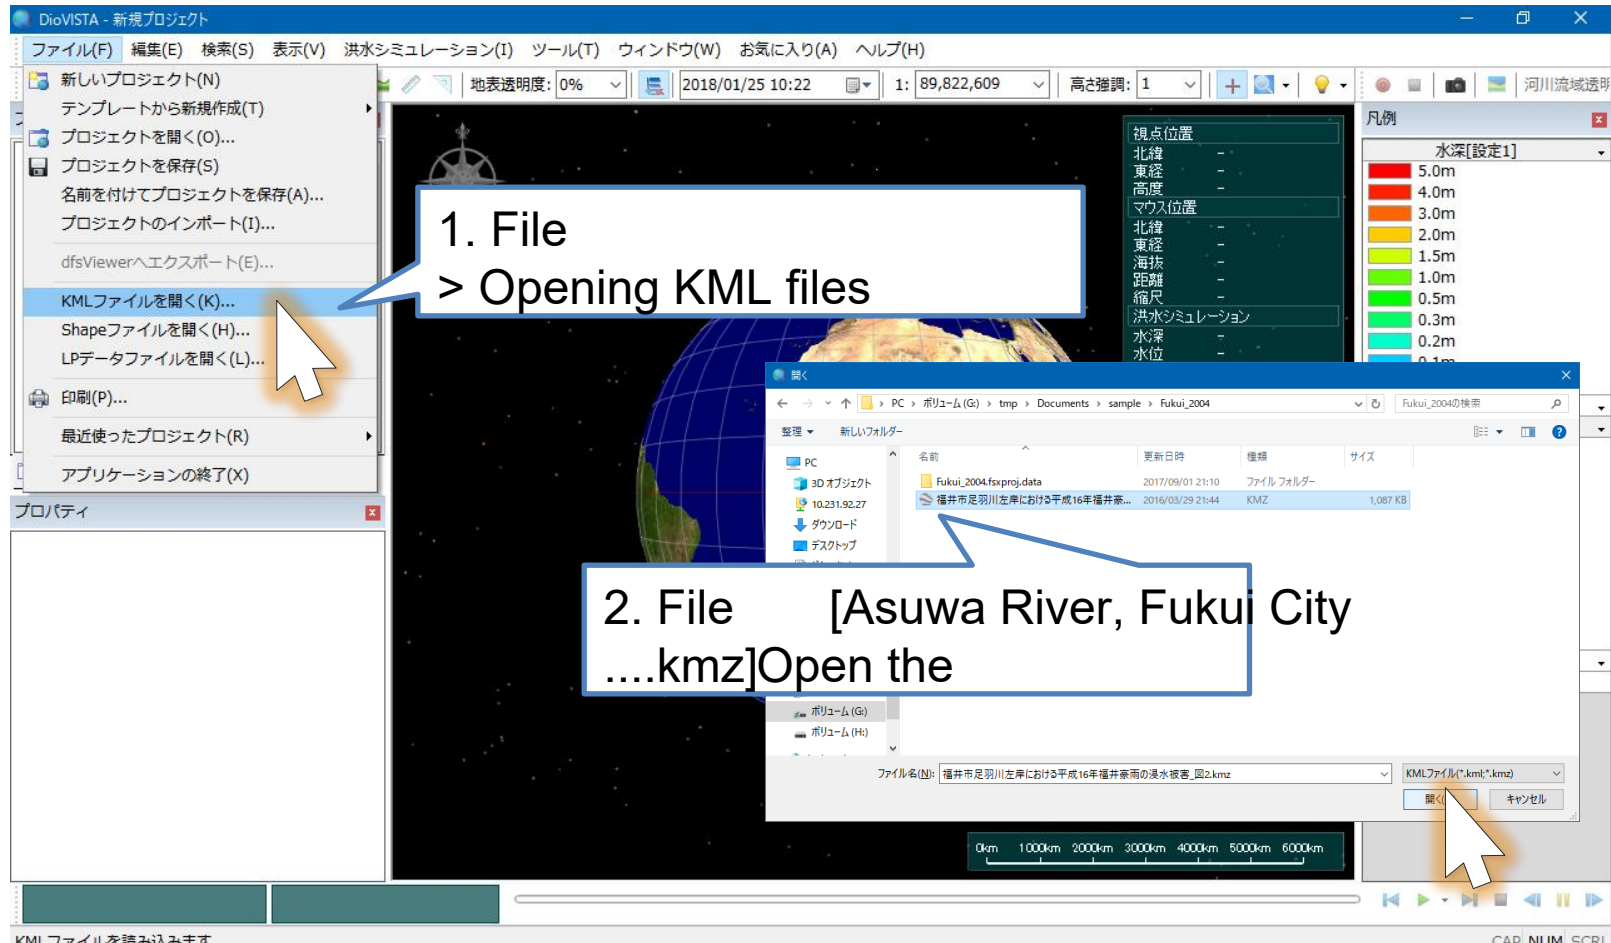 DioVISTA - 新規プロジェクト
ファイル(F) 編集(E) 検索(S) 表示(V) 洪水シミュレーション(I) ツール(T) ウィンドウ(W) お気に入り(A) ヘルプ(H)
地表透明度: 0% 2018/01/25 10:22 1: 89,822,609 高さ強調: 1 河川流域透明
新しいプロジェクト(N)
テンプレートから新規作成(T)
プロジェクトを開く(O)...
プロジェクトを保存(S)
名前を付けてプロジェクトを保存(A)...
プロジェクトのインポート(I)...
dfsViewerへエクスポート(E)...
KMLファイルを開く(K)...
Shapeファイルを開く(H)...
LPデータファイルを開く(L)...
印刷(P)...
最近使ったプロジェクト(R)
アプリケーションの終了(X)
プロパティ
1. File
> Opening KML files
視点位置
北緯 -
東経 -
高度 -
マウス位置
北緯 -
東経 -
海抜 -
距離 -
縮尺 -
洪水シミュレーション
水深 -
水位 -
凡例
水深[設定1]
5.0m
4.0m
3.0m
2.0m
1.5m
1.0m
0.5m
0.3m
0.2m
0.1m
開く
PC › ボリューム (G:) › tmp › Documents › sample › Fukui_2004
Fukui_2004の検索
整理 新しいフォルダー
名前 更新日時 種類 サイズ
PC
3D オブジェクト
10.231.92.27
ダウンロード
デスクトップ
Fukui_2004.fsxproj.data 2017/09/01 21:10 ファイル フォルダー
福井市足羽川左岸における平成16年福井豪... 2016/03/29 21:44 KMZ 1,087 KB
2. File [Asuwa River, Fukui City
....kmz]Open the
ボリューム (G:)
ボリューム (H:)
ファイル名(N): 福井市足羽川左岸における平成16年福井豪雨の浸水被害_図2.kmz
KMLファイル(*.kml;*.kmz)
開く( キャンセル
0km 1000km 2000km 3000km 4000km 5000km 6000km
KMLファイルを読み込みます
CAP NUM SCRL